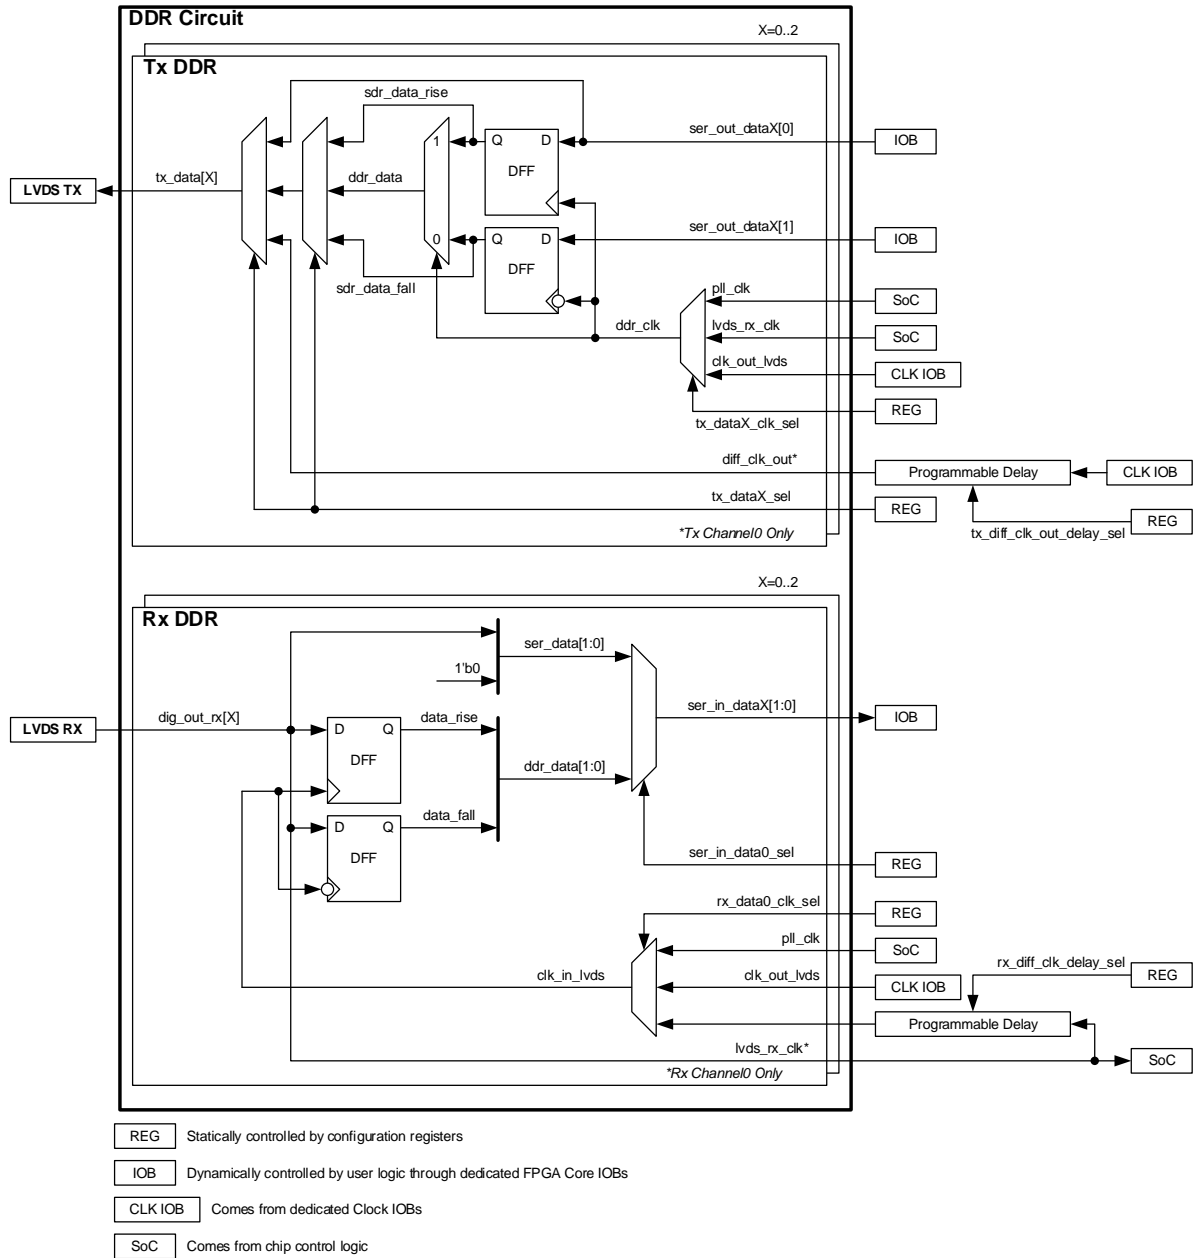 DDR Circuit
X=0..2
Tx DDR
sdr_data_rise
ser_out_dataX[0]
IOB
1
Q
D
DFF
LVDS TX
tx_data[X]
ddr_data
ser_out_dataX[1]
IOB
0
Q
D
DFF
sdr_data_fall
pll_clk
SoC
ddr_clk
lvds_rx_clk
SoC
clk_out_lvds
CLK IOB
REG
tx_dataX_clk_sel
diff_clk_out*
Programmable Delay
CLK IOB
tx_dataX_sel
REG
REG
*Tx Channel0 Only
tx_diff_clk_out_delay_sel
X=0..2
Rx DDR
ser_data[1:0]
1'b0
LVDS RX
dig_out_rx[X]
data_rise
ser_in_dataX[1:0]
IOB
D
Q
DFF
ddr_data[1:0]
data_fall
D
Q
DFF
ser_in_data0_sel
REG
rx_data0_clk_sel
REG
pll_clk
SoC
rx_diff_clk_delay_sel
REG
clk_in_lvds
clk_out_lvds
CLK IOB
Programmable Delay
lvds_rx_clk*
SoC
*Rx Channel0 Only
REG Statically controlled by configuration registers
IOB Dynamically controlled by user logic through dedicated FPGA Core IOBs
CLK IOB Comes from dedicated Clock IOBs
SoC Comes from chip control logic